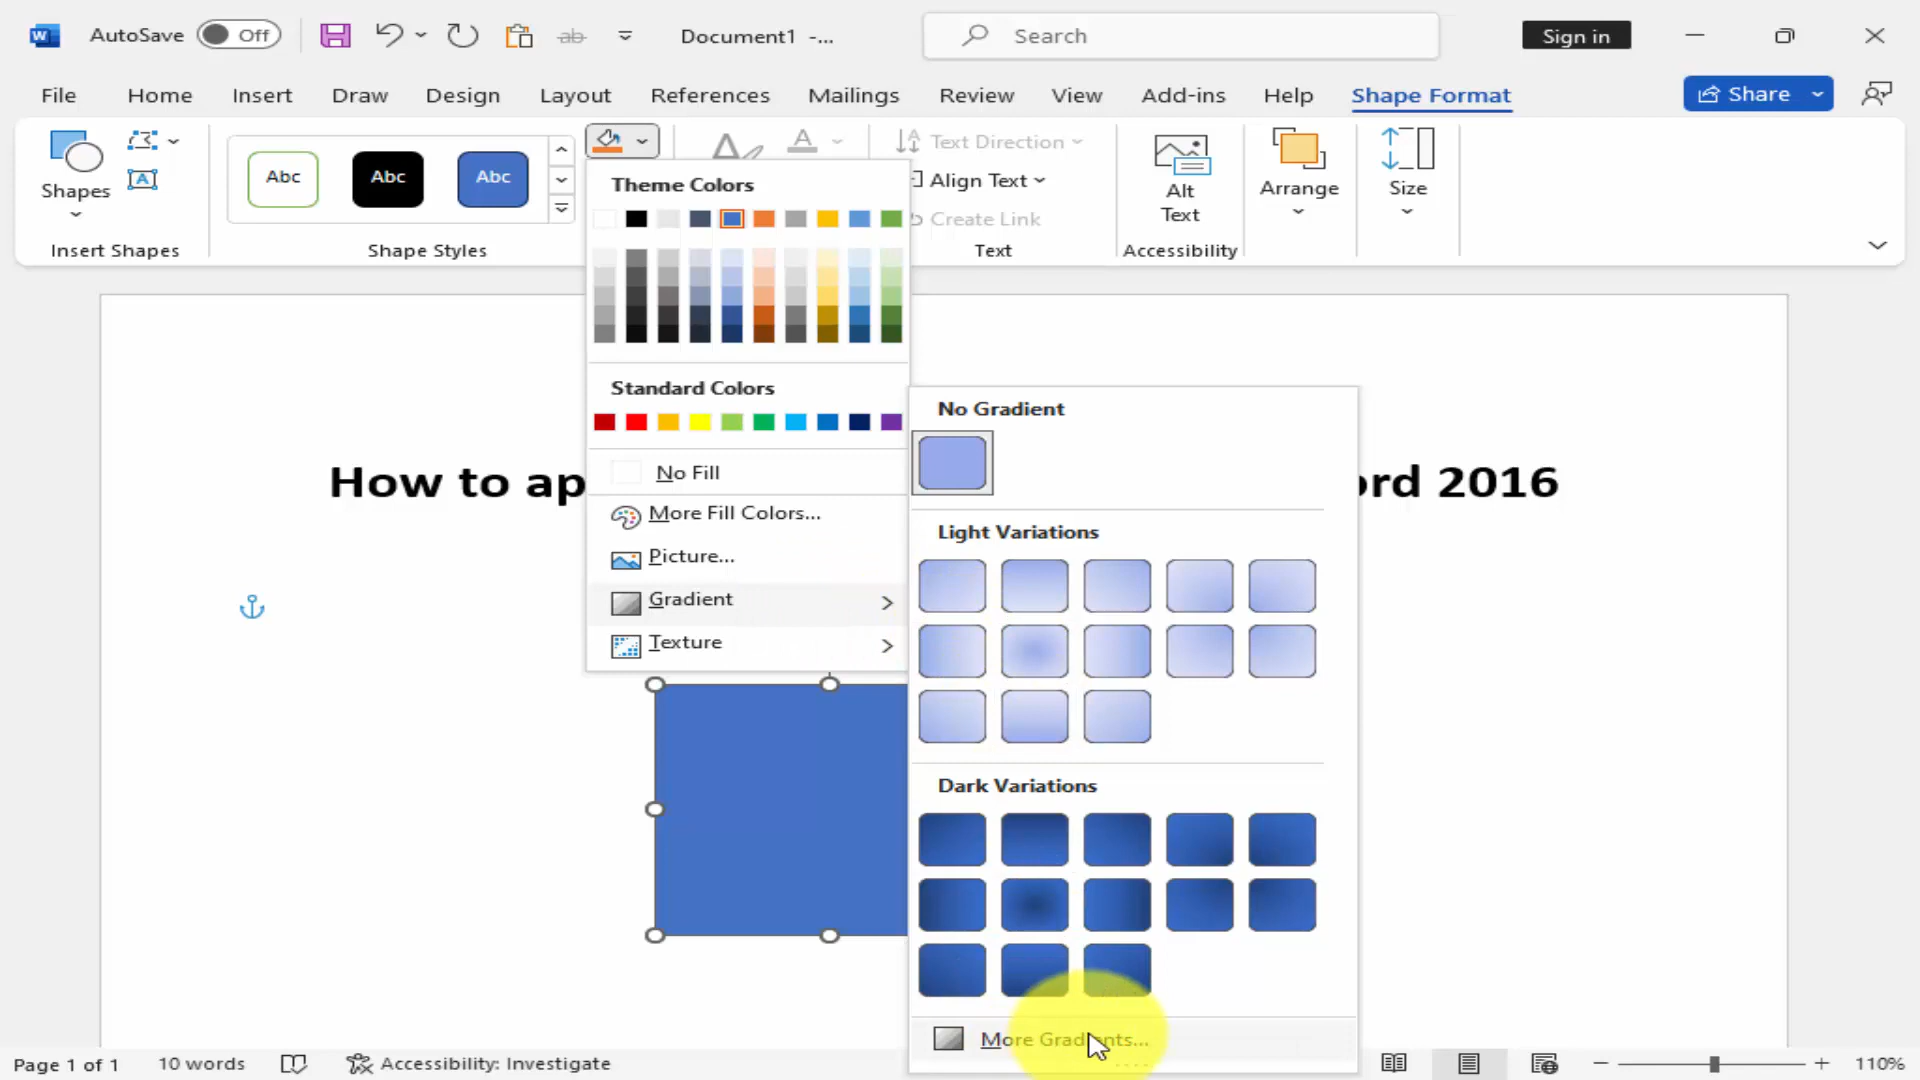 AutoSave Off Document1 -... Search Sign in
File Home Insert Draw Design Layout References Mailings Review View Add-ins Help Shape Format Share
Shapes
Insert Shapes
Abc Abc Abc
Shape Styles
Text Direction
Align Text
Create Link
Text
Alt
Text
Accessibility
Arrange
Size
Theme Colors
Standard Colors
No Fill
More Fill Colors...
Picture...
Gradient
Texture
No Gradient
Light Variations
Dark Variations
More Gradients...
How to ap
ord 2016
Page 1 of 1 10 words Accessibility: Investigate 110%